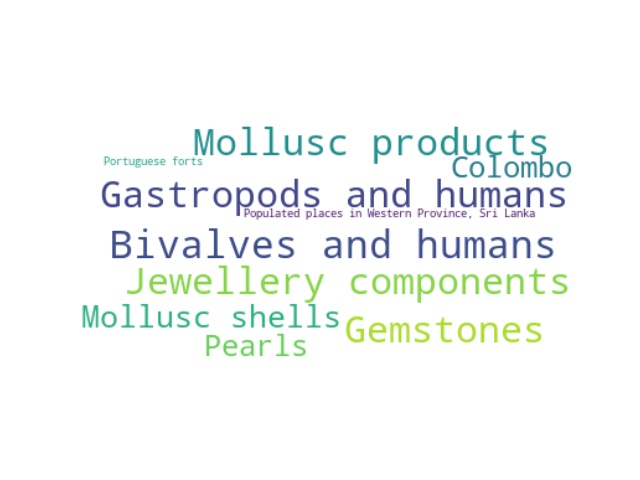 Mollusc products
Portuguese forts
Colombo
Gastropods and humans
Populated places in Western Province, Sri Lanka
Bivalves and humans
Jewellery components
Mollusc shells
Gemstones
Pearls